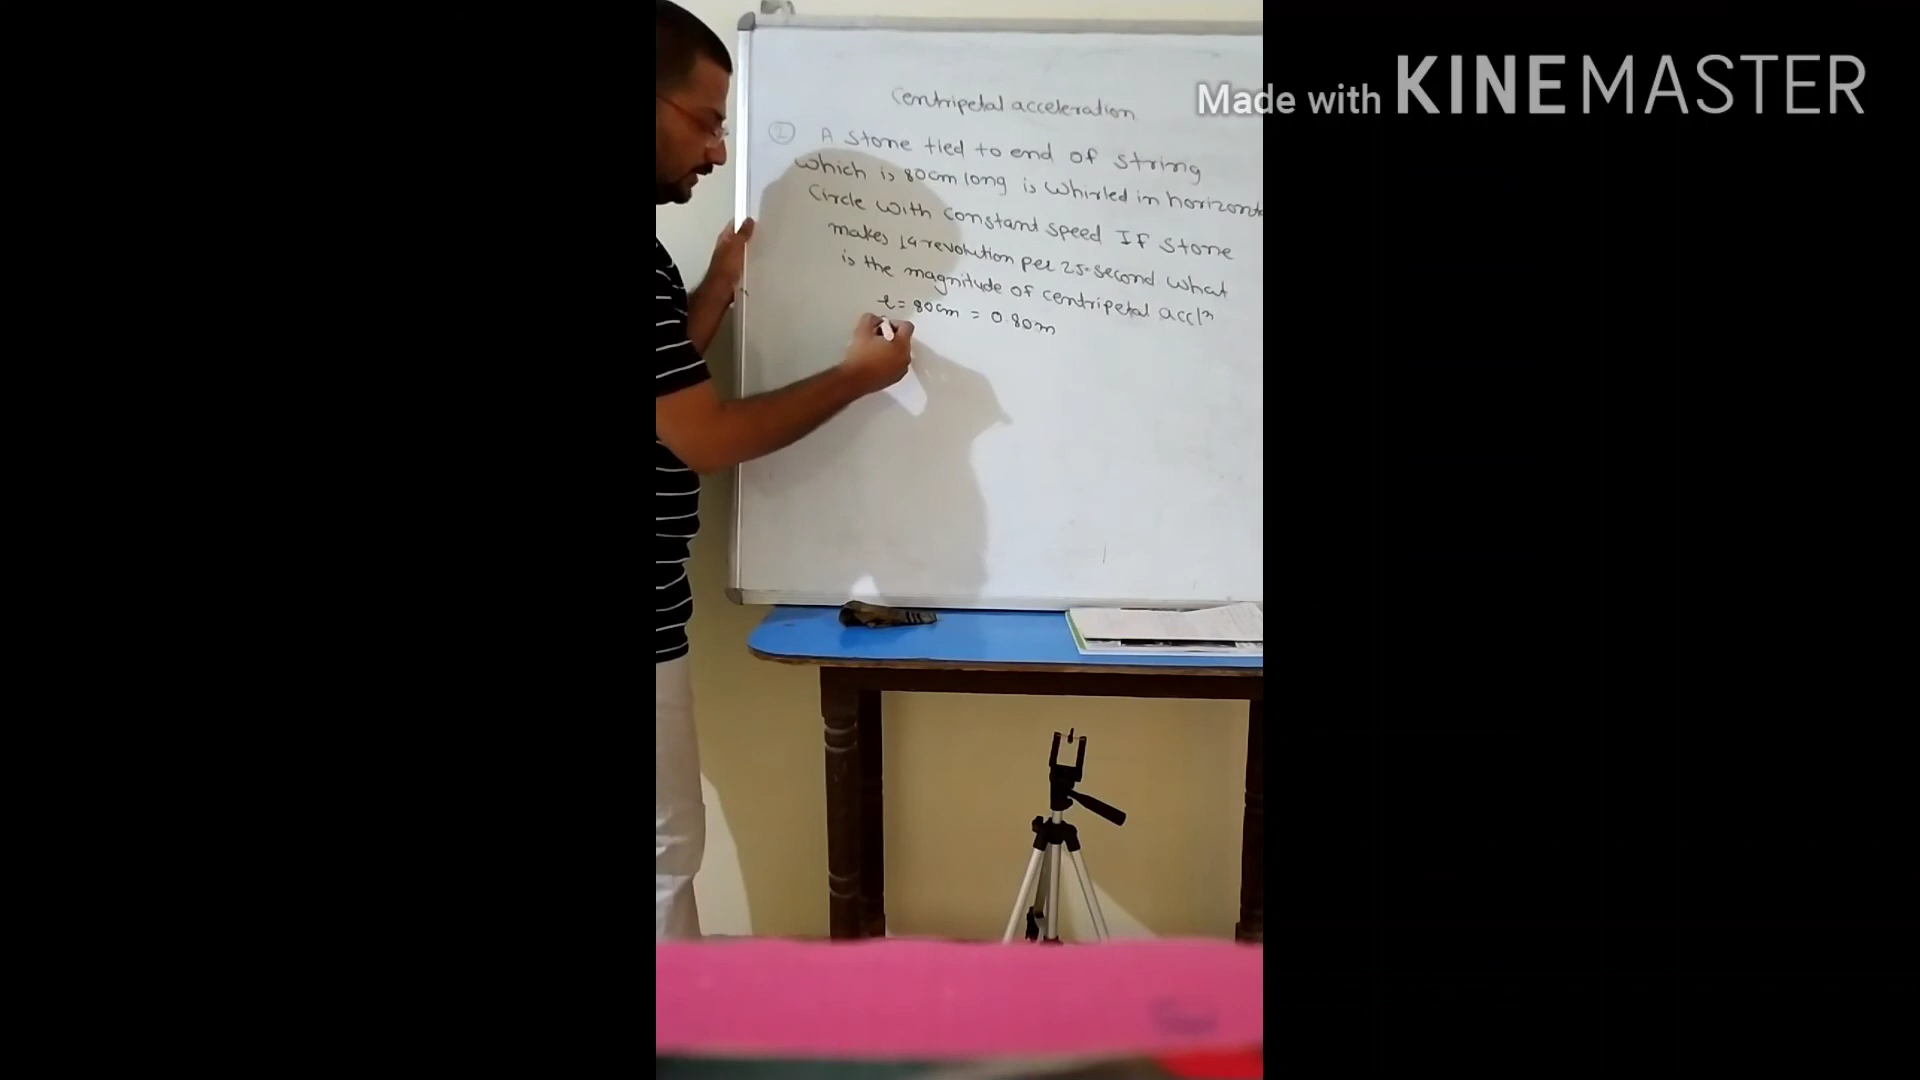 Made with KINEMASTER
Centripetal acceleration
1 A stone tied to end of string
which is 80cm long is whirled in horizont
Circle with constant speed IF stone
makes 14 revolution per 25 second what
is the magnitude of centripetal accln
r = 80cm = 0.80m